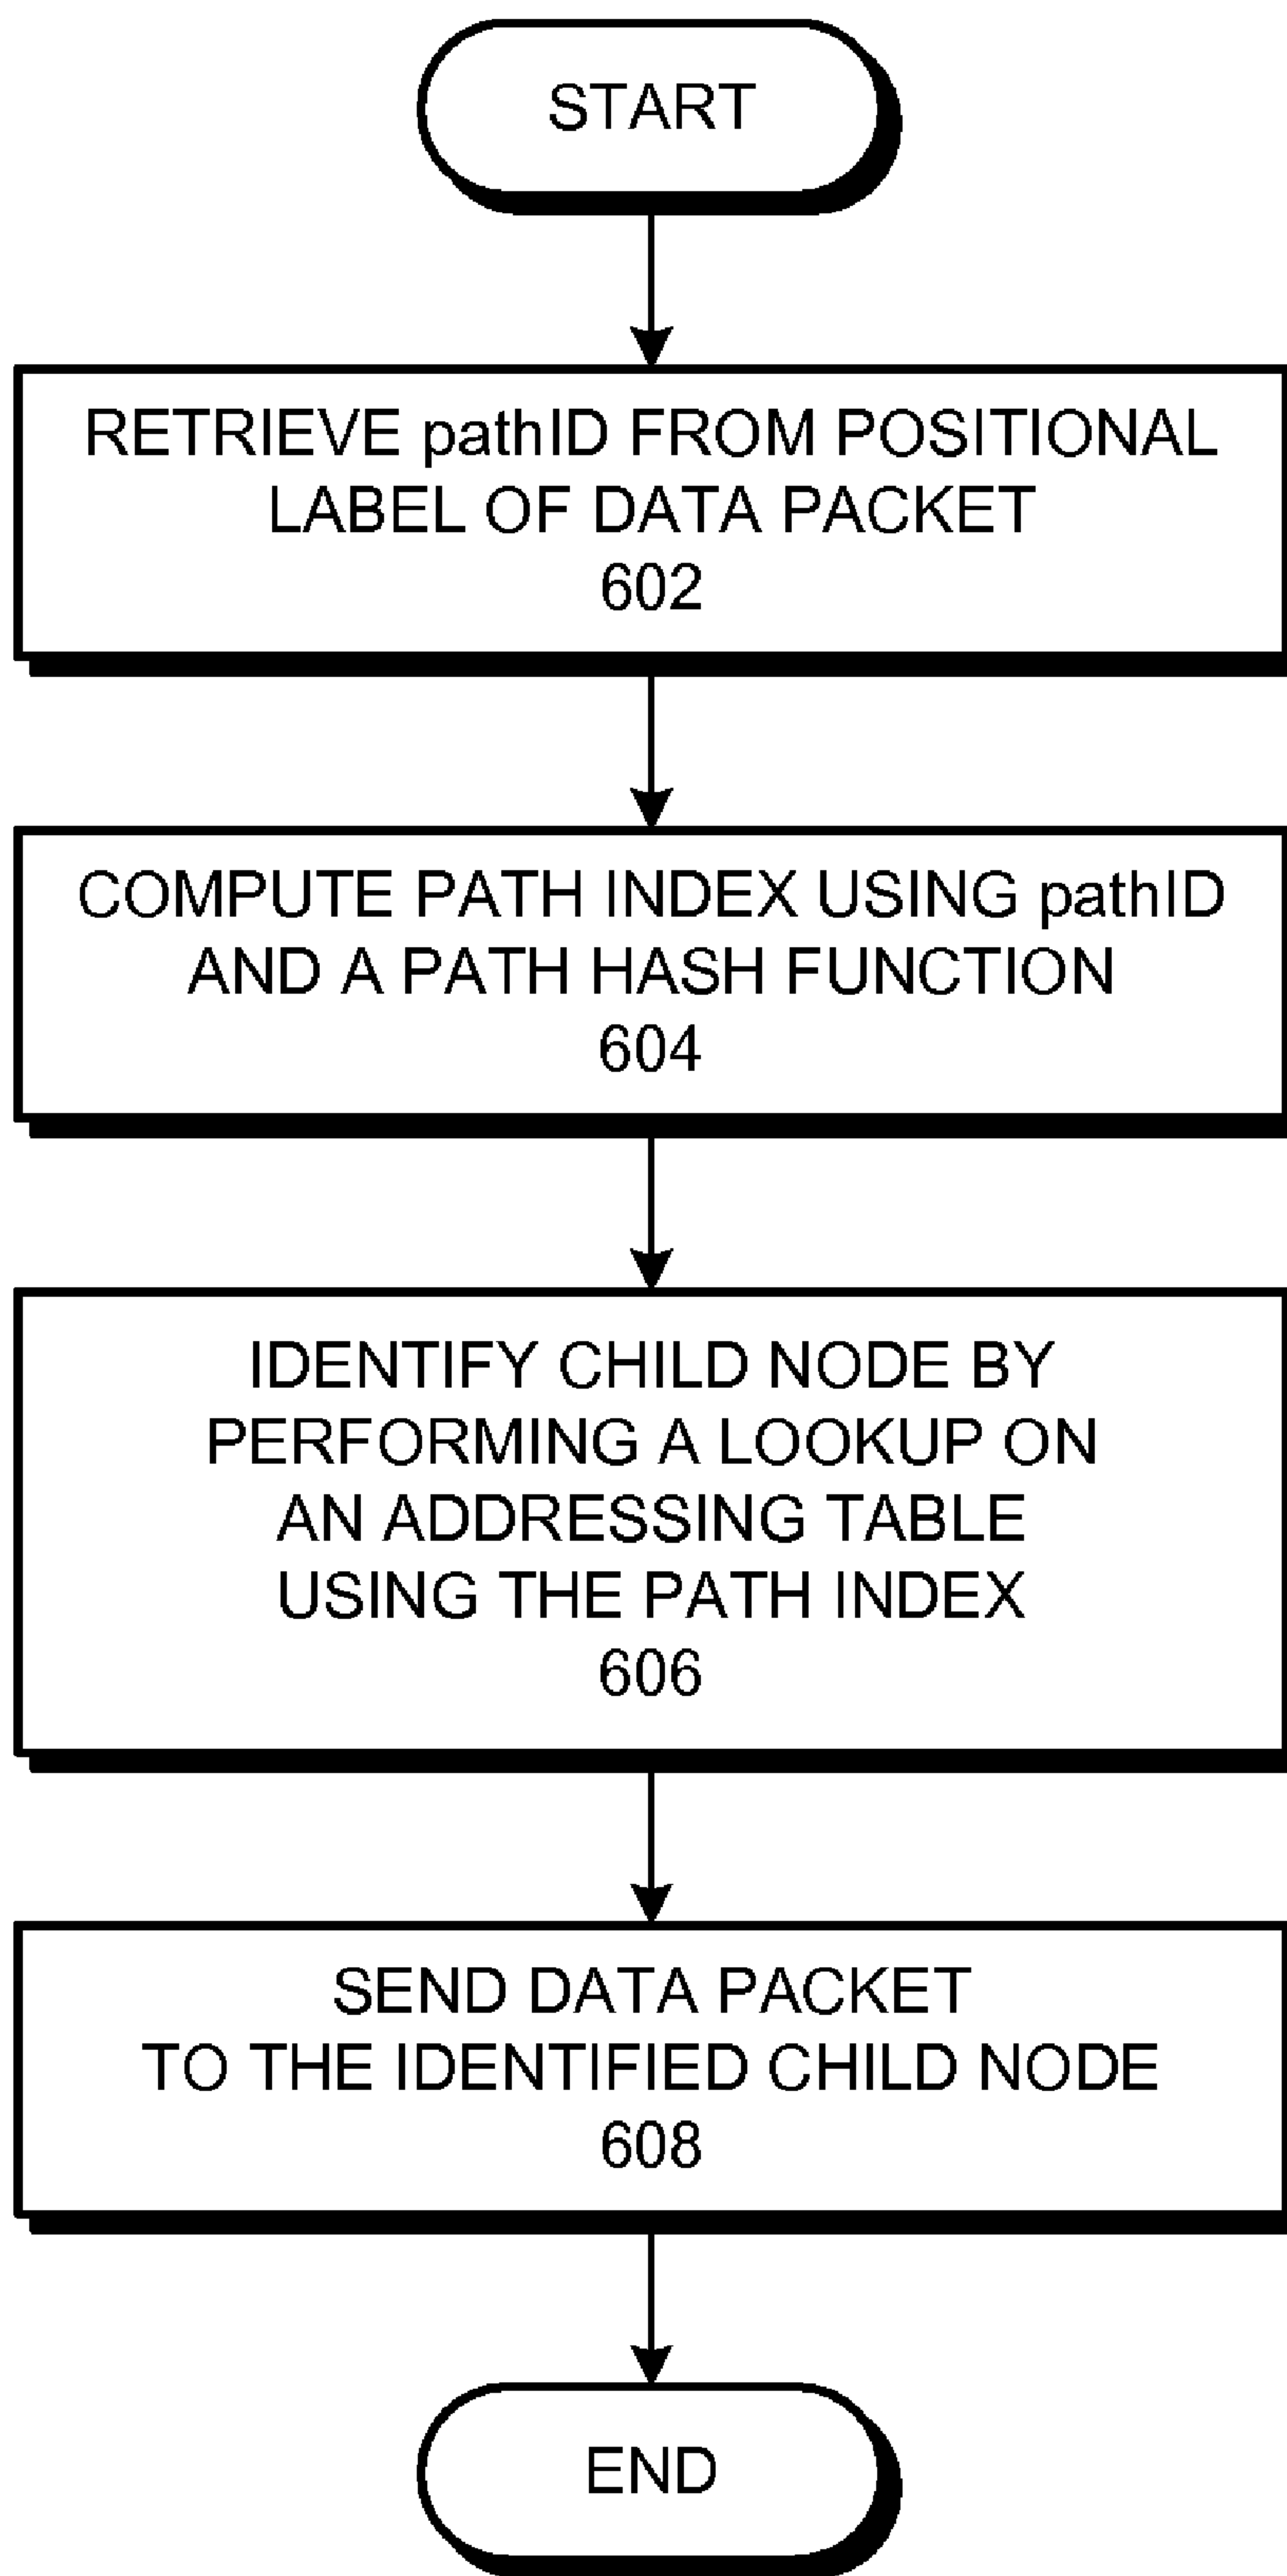 START
RETRIEVE pathID FROM POSITIONAL
LABEL OF DATA PACKET
602
COMPUTE PATH INDEX USING pathID
AND A PATH HASH FUNCTION
604
IDENTIFY CHILD NODE BY
PERFORMING A LOOKUP ON
AN ADDRESSING TABLE
USING THE PATH INDEX
606
SEND DATA PACKET
TO THE IDENTIFIED CHILD NODE
608
END